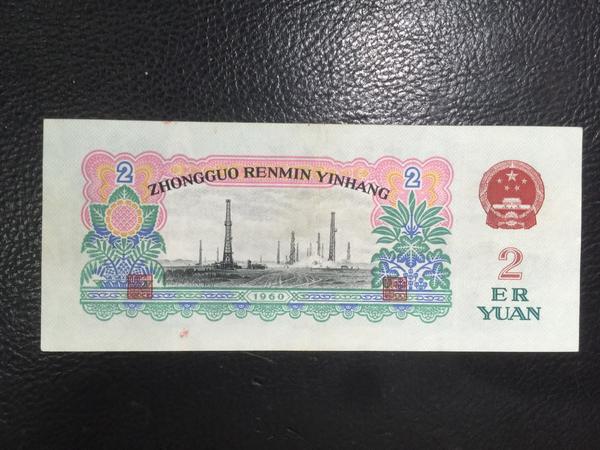 2
ZHONGGUO RENMIN YINHANG
2
1960
2
ER
YUAN